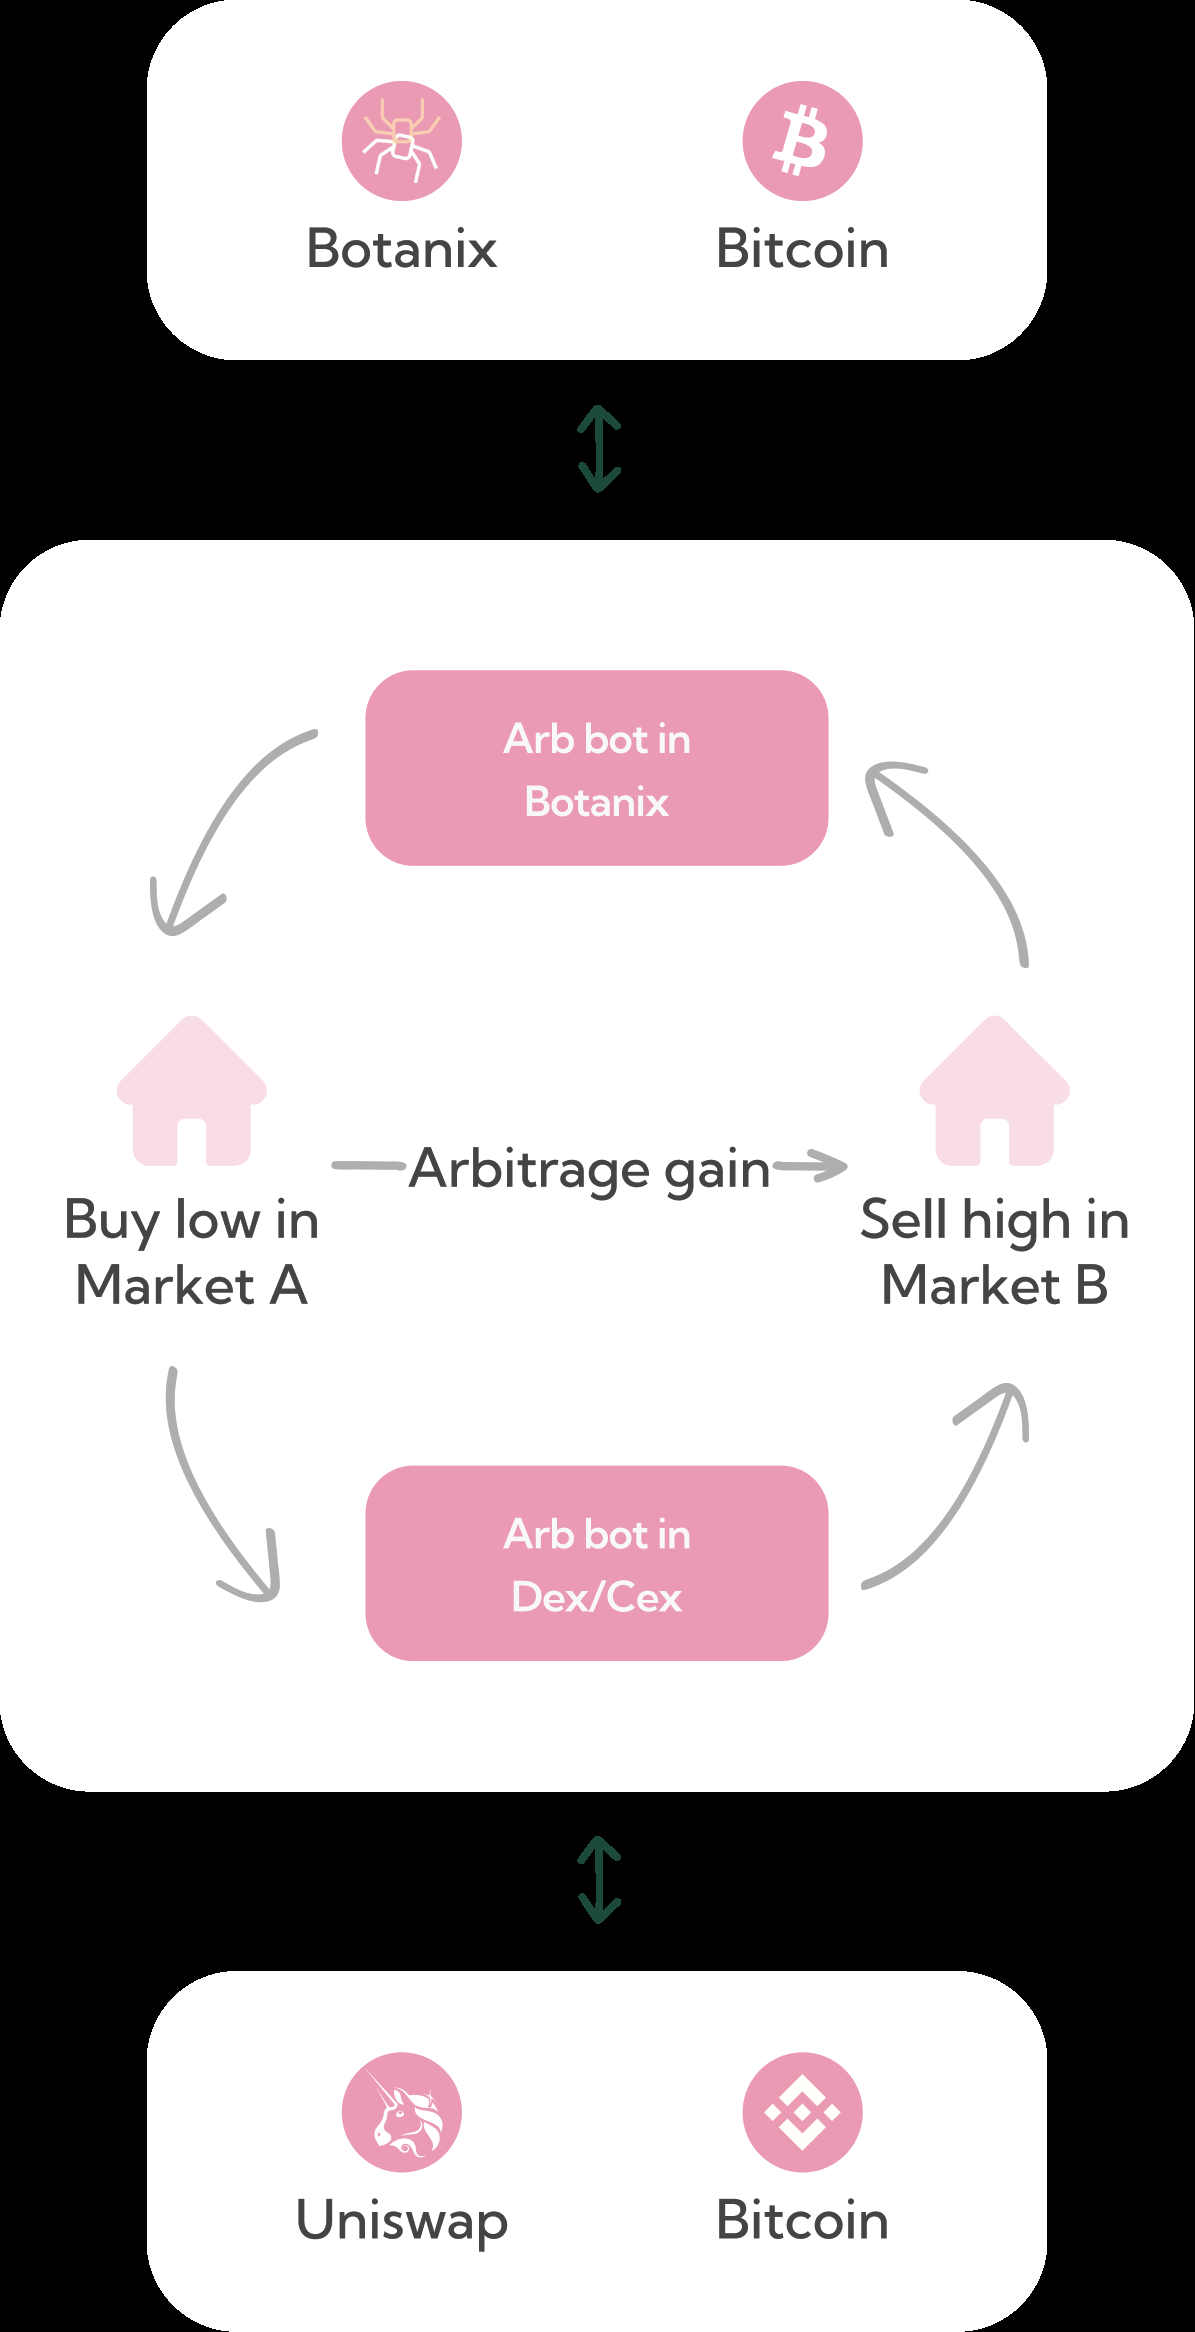 Botanix
Bitcoin
Arb bot in
Botanix
Arbitrage gain
Buy low in
Market A
Sell high in
Market B
Arb bot in
Dex/Cex
Uniswap
Bitcoin